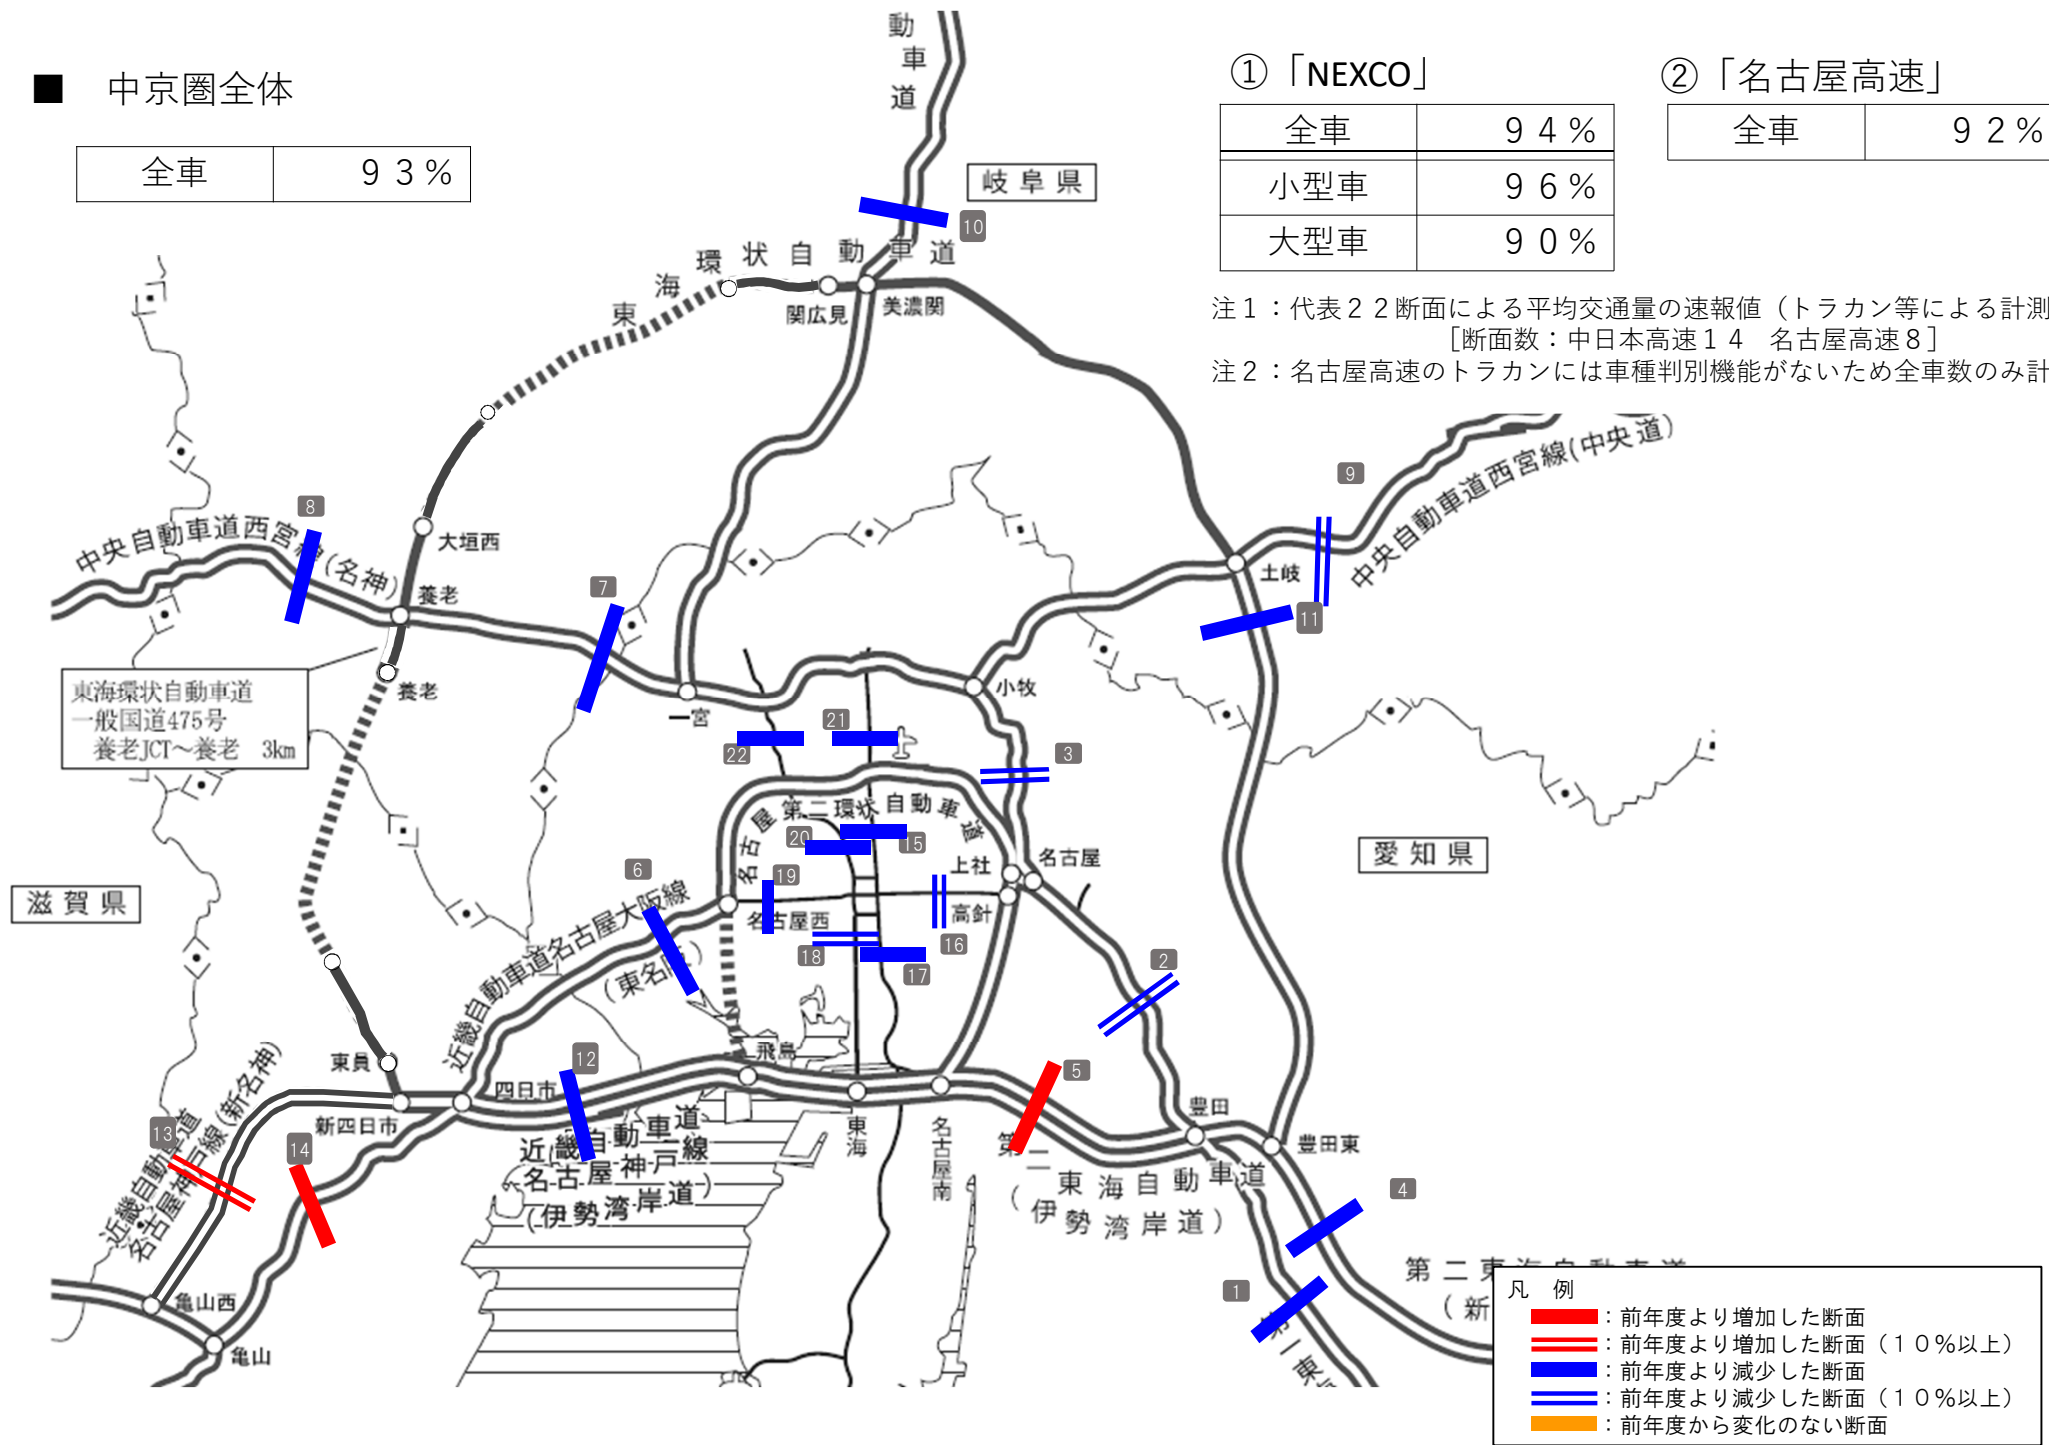 ■ 中京圏全体
全車 93%
①「NEXCO」
全車 94%
小型車 96%
大型車 90%
②「名古屋高速」
全車 92%
注1:代表22断面による平均交通量の速報値(トラカン等による計測
[断面数:中日本高速14 名古屋高速8]
注2:名古屋高速のトラカンには車種判別機能がないため全車数のみ計
動車道
岐阜県
10
東海環状自動車道
関広見
美濃関
中央自動車道西宮線(中央道)
9
8
中央自動車道西宮線(名神)
大垣西
養老
7
土岐
11
東海環状自動車道
一般国道475号
養老JCT~養老 3km
養老
一宮
小牧
22
21
3
名古屋第二環状自動車道
20
15
上社
名古屋
愛知県
滋賀県
6
19
名古屋西
高針
16
18
17
2
近畿自動車道名古屋大阪線
(東名阪)
東員
12
飛島
5
四日市
新四日市
豊田
豊田東
13
14
近畿自動車道
名古屋神戸線(新名神)
近畿自動車道
名古屋神戸線
(伊勢湾岸道)
東海
名古屋南
第二東海自動車道
(伊勢湾岸道)
4
1
亀山西
亀山
第二東海自動車道
(新
第一東
凡 例
:前年度より増加した断面
:前年度より増加した断面(10%以上)
:前年度より減少した断面
:前年度より減少した断面(10%以上)
:前年度から変化のない断面